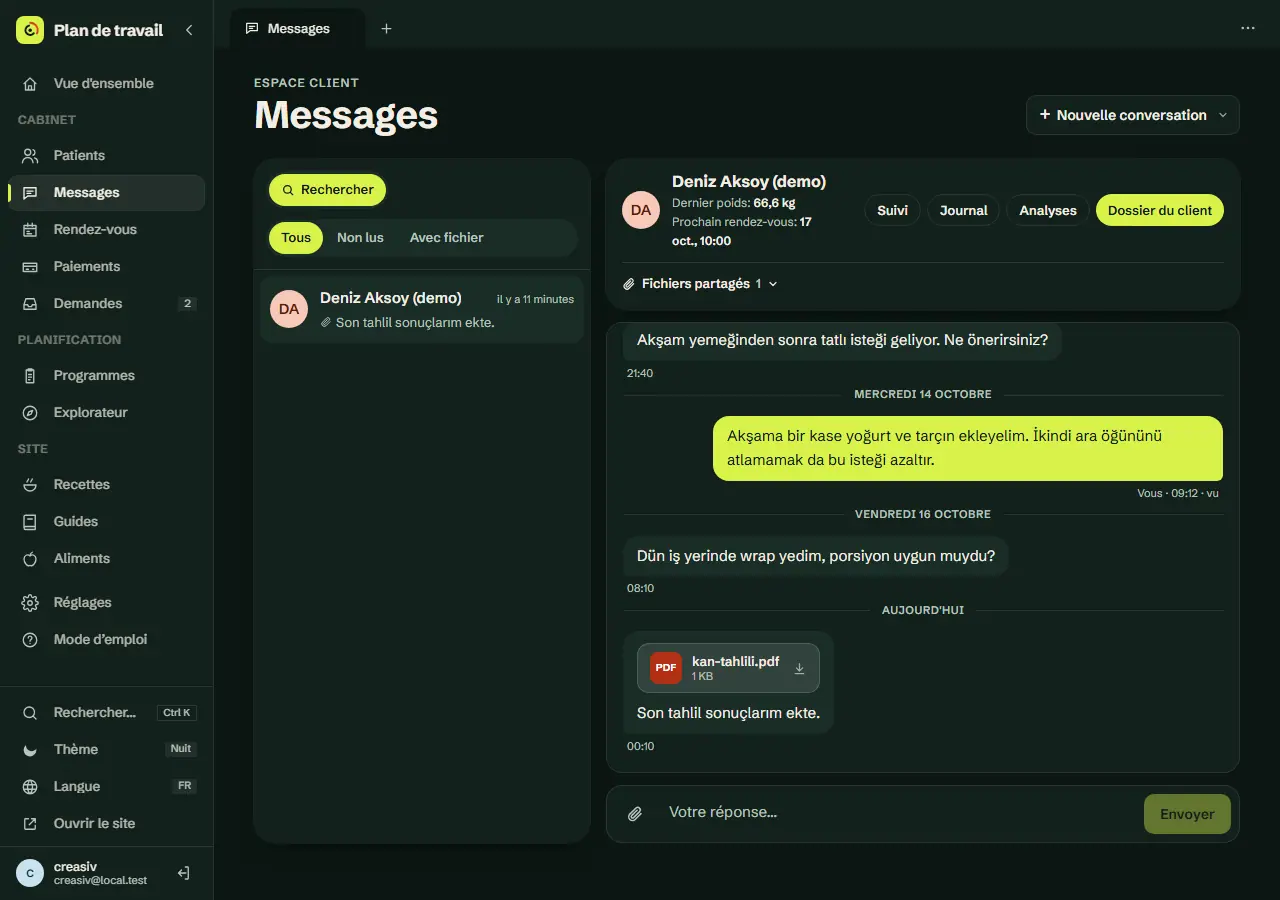 Plan de travail
Vue d'ensemble
CABINET
Patients
Messages
Rendez-vous
Paiements
Demandes 2
PLANIFICATION
Programmes
Explorateur
SITE
Recettes
Guides
Aliments
Réglages
Mode d'emploi
Rechercher... Ctrl K
Thème Nuit
Langue FR
Ouvrir le site
C
creasiv
creasiv@local.test
Messages
ESPACE CLIENT
Messages
+ Nouvelle conversation
Rechercher
Tous Non lus Avec fichier
DA
Deniz Aksoy (demo) il y a 11 minutes
Son tahlil sonuçlarım ekte.
DA
Deniz Aksoy (demo)
Dernier poids: 66,6 kg
Prochain rendez-vous: 17
oct., 10:00
Suivi Journal Analyses Dossier du client
Fichiers partagés 1
Akşam yemeğinden sonra tatlı isteği geliyor. Ne önerirsiniz?
21:40
MERCREDI 14 OCTOBRE
Akşama bir kase yoğurt ve tarçın ekleyelim. İkindi ara öğününü
atlamamak da bu isteği azaltır.
Vous · 09:12 · vu
VENDREDI 16 OCTOBRE
Dün iş yerinde wrap yedim, porsiyon uygun muydu?
08:10
AUJOURD'HUI
PDF
kan-tahlili.pdf
1 KB
Son tahlil sonuçlarım ekte.
00:10
Votre réponse...
Envoyer